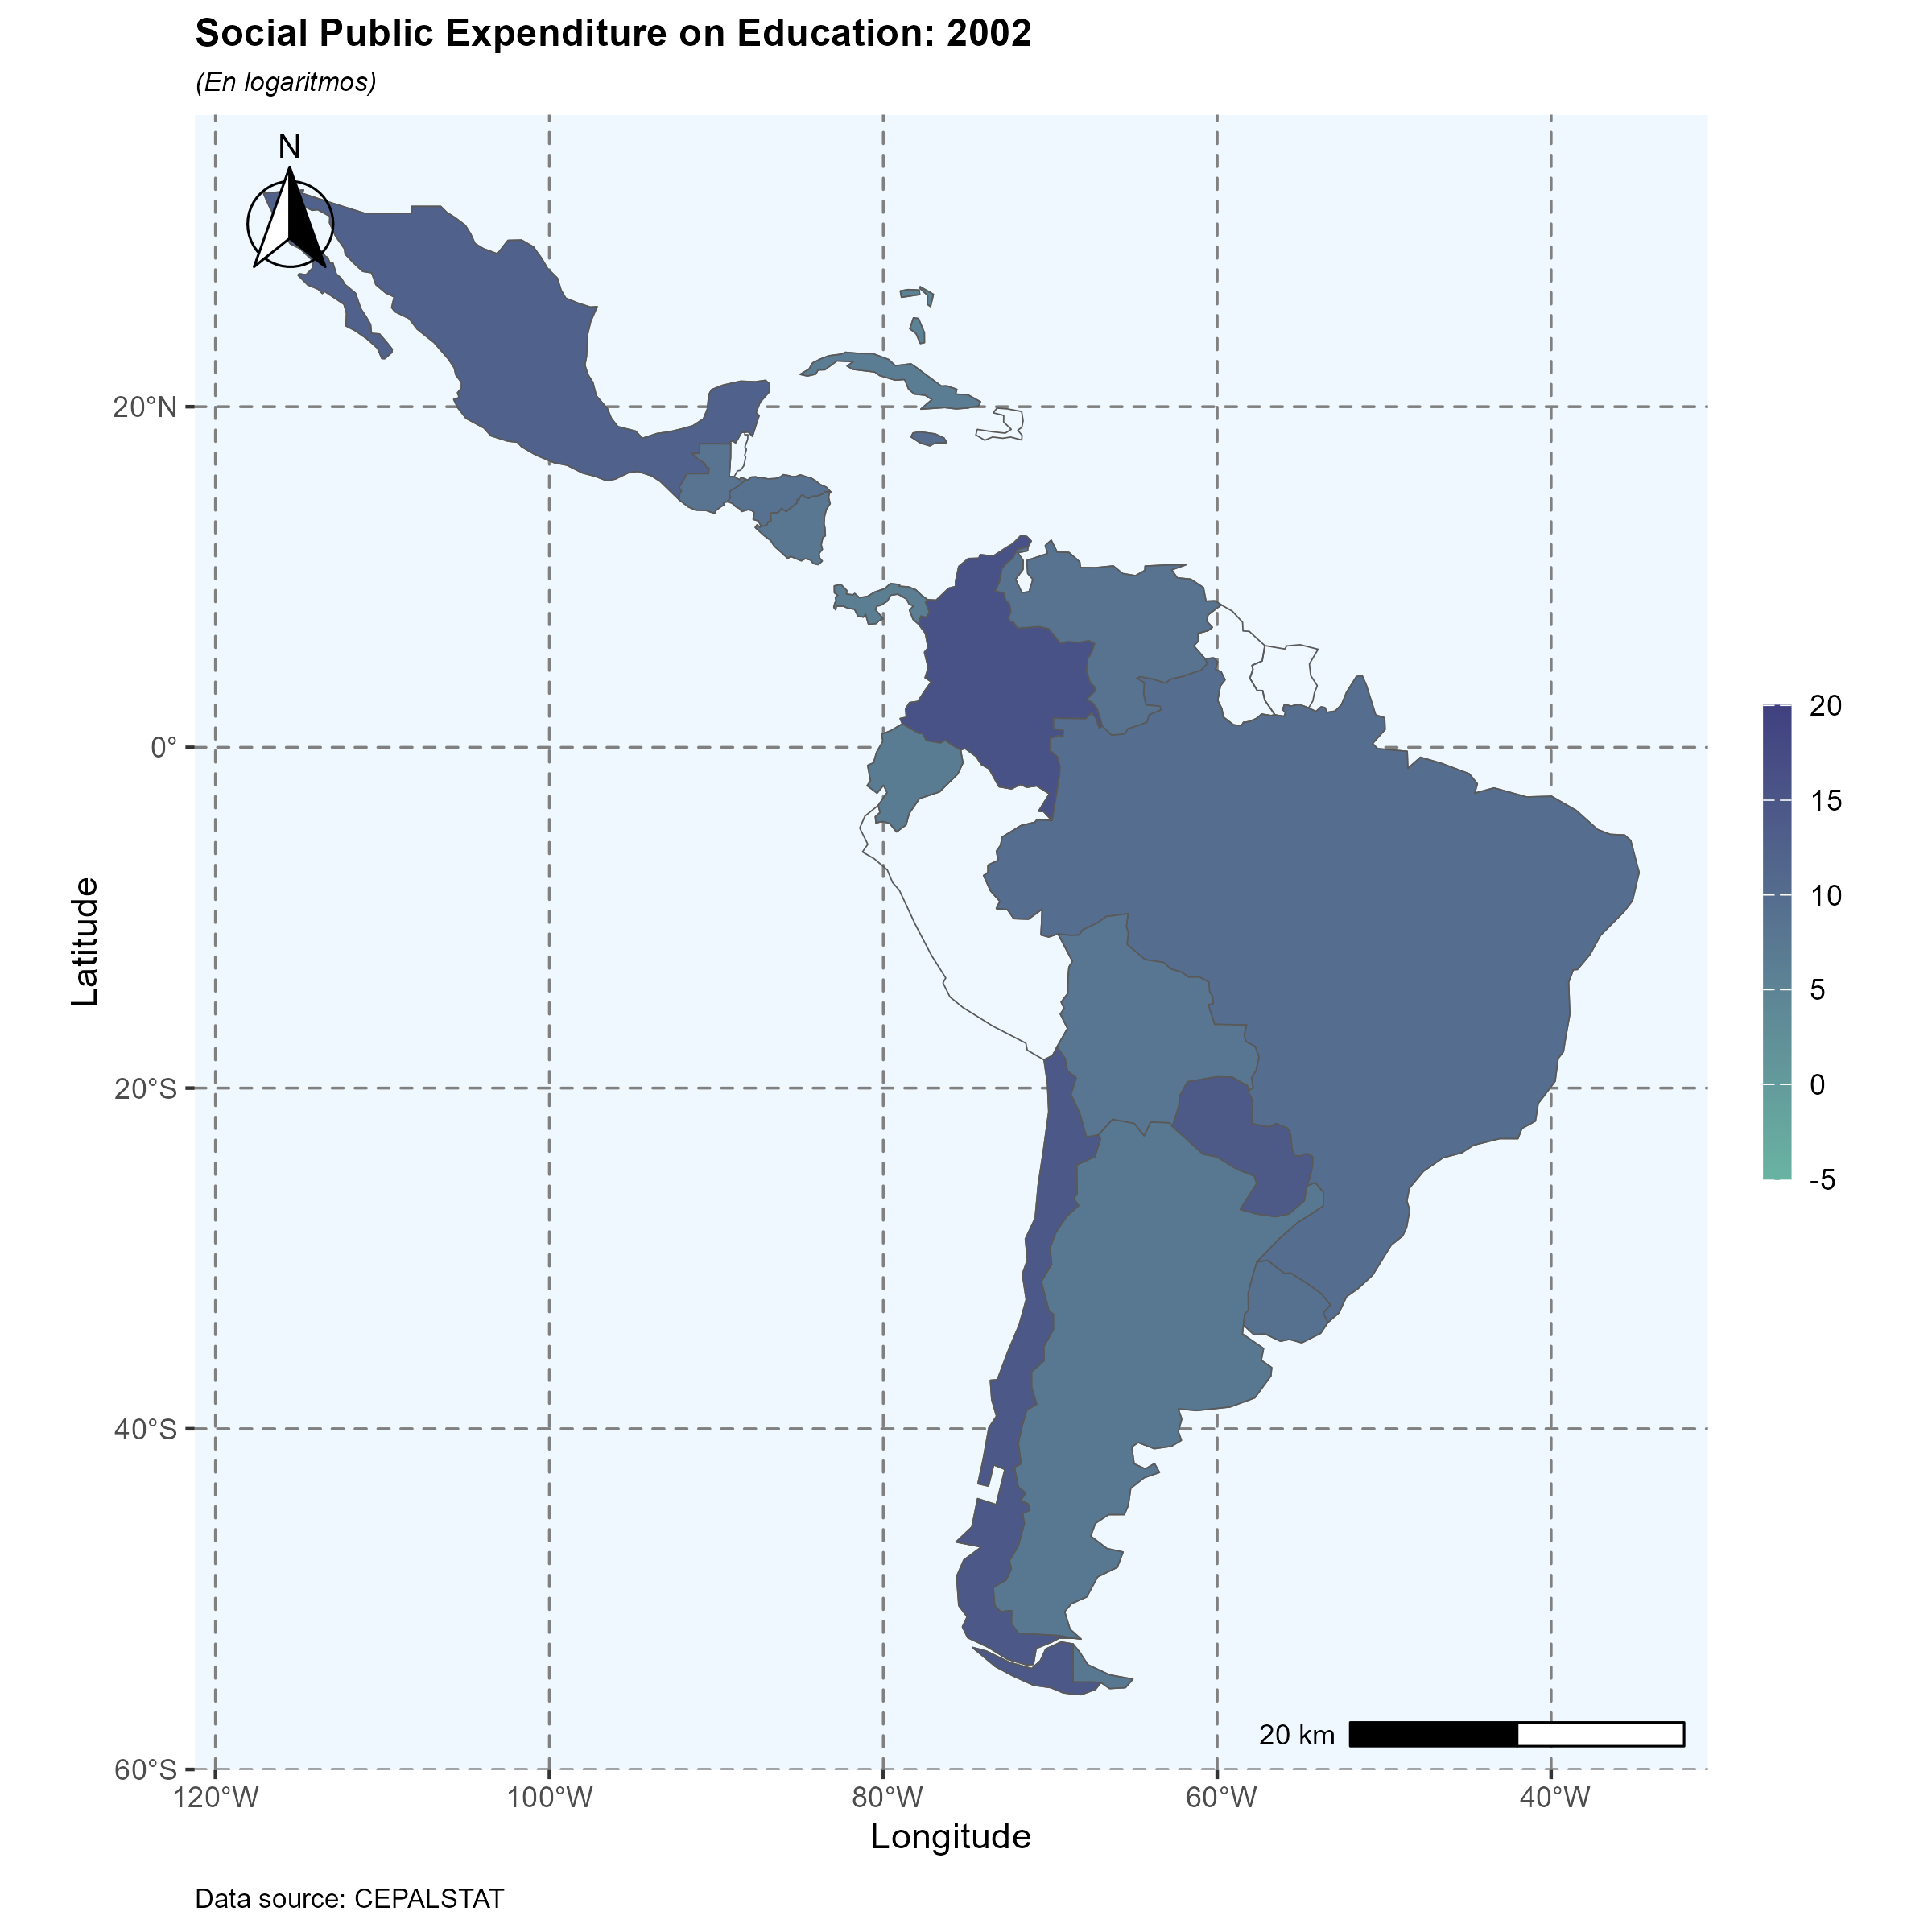 Social Public Expenditure on Education: 2002
(En logaritmos)
N
20°N
0°
20°S
40°S
60°S
120°W
100°W
80°W
60°W
40°W
Latitude
Longitude
20
15
10
5
0
-5
20 km
Data source: CEPALSTAT